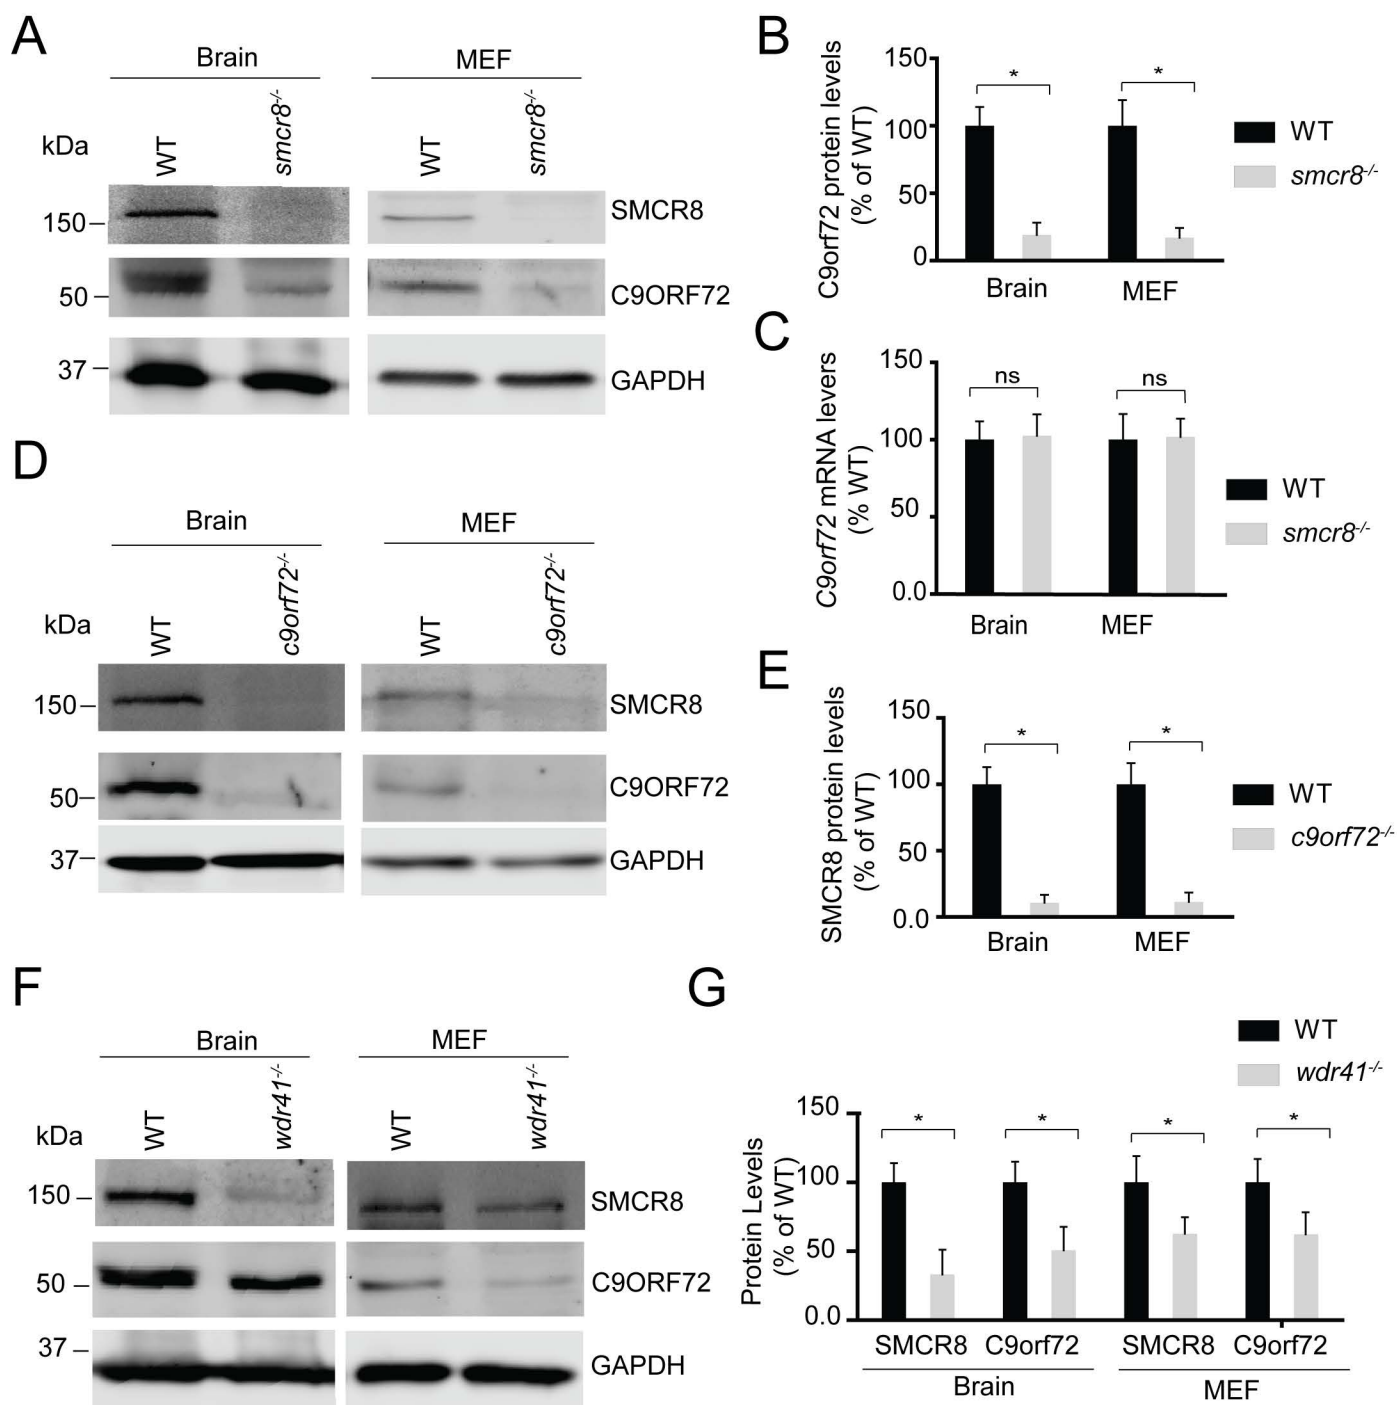 A
Brain
MEF
kDa
WT
smcr8-/-
WT
smcr8-/-
150
SMCR8
50
C9ORF72
37
GAPDH
B
C9orf72 protein levels
(% of WT)
150
100
50
0
*
*
Brain
MEF
WT
smcr8-/-
C
C9orf72 mRNA levers
(% WT)
150
100
50
0.0
ns
ns
Brain
MEF
WT
smcr8-/-
D
Brain
MEF
kDa
WT
c9orf72-/-
WT
c9orf72-/-
150
SMCR8
50
C9ORF72
37
GAPDH
E
SMCR8 protein levels
(% of WT)
150
100
50
0.0
*
*
Brain
MEF
WT
c9orf72-/-
F
Brain
MEF
kDa
WT
wdr41-/-
WT
wdr41-/-
150
SMCR8
50
C9ORF72
37
GAPDH
G
WT
wdr41-/-
Protein Levels
(% of WT)
150
100
50
0.0
*
*
*
*
SMCR8
C9orf72
SMCR8
C9orf72
Brain
MEF